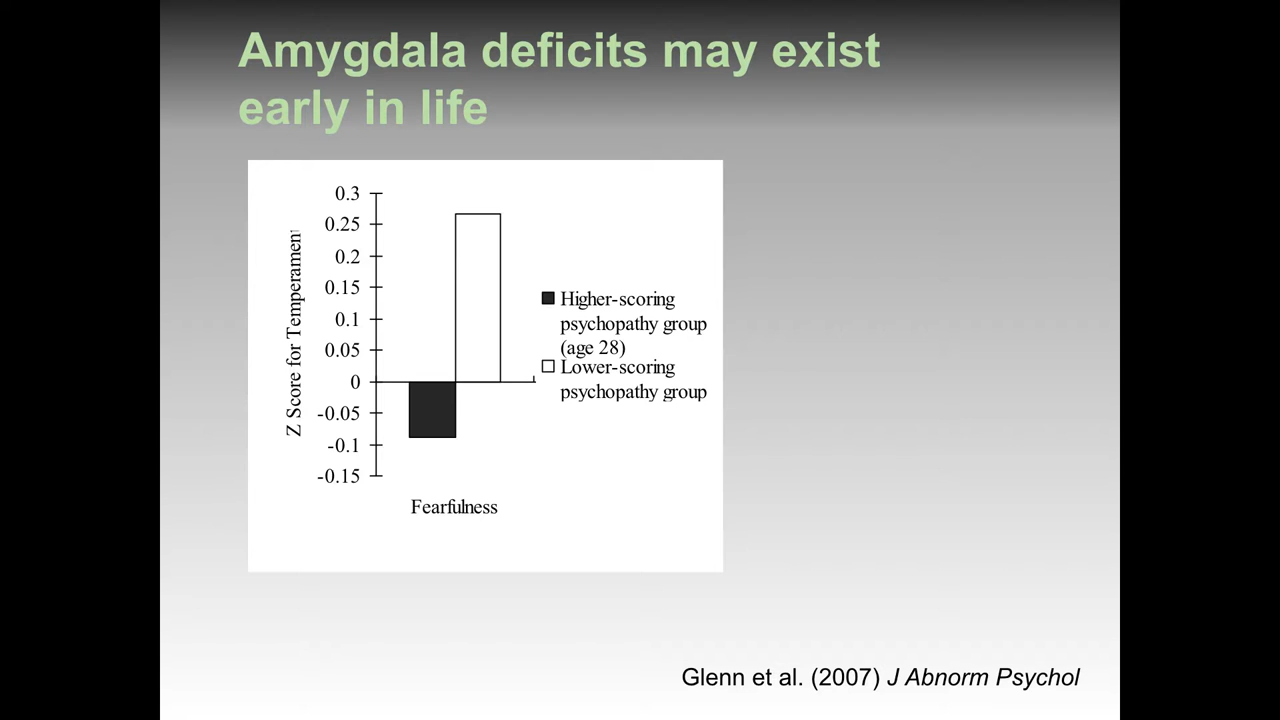 Amygdala deficits may exist
early in life
0.3
0.25
0.2
0.15
0.1
0.05
0
-0.05
-0.1
-0.15
Z Score for Temperament
Fearfulness
Higher-scoring
psychopathy group
(age 28)
Lower-scoring
psychopathy group
Glenn et al. (2007) J Abnorm Psychol